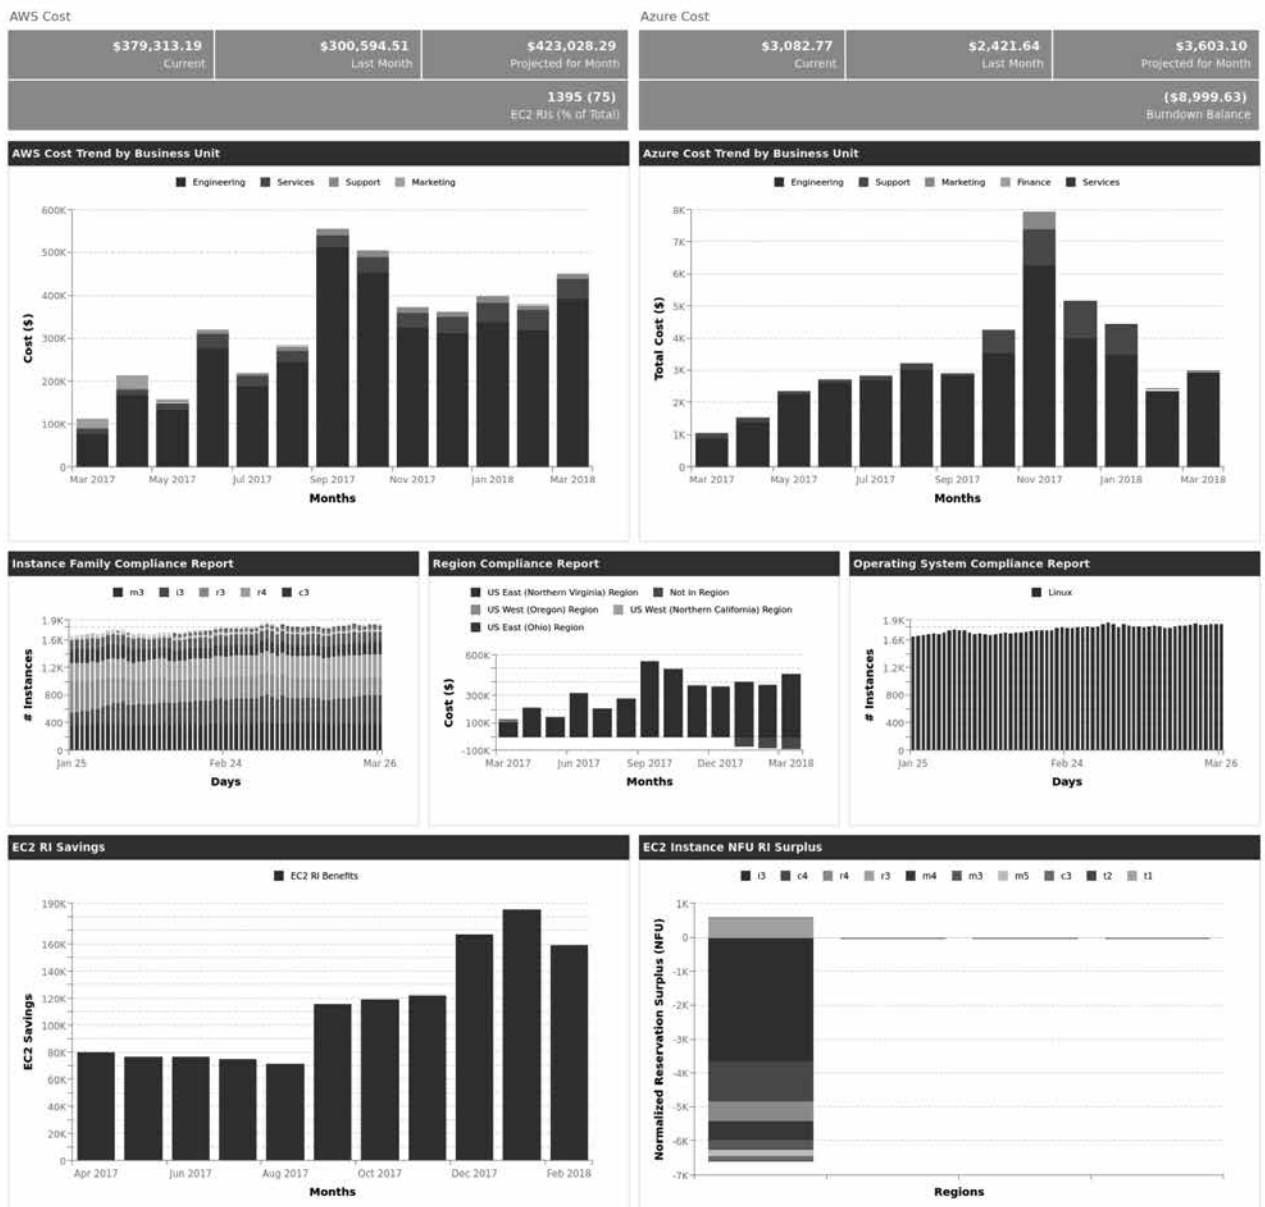 AWS Cost
$379,313.19
Current
$300,594.51
Last Month
$423,028.29
Projected for Month
1395 (75)
EC2 RIs (% of Total)
Azure Cost
$3,082.77
Current
$2,421.64
Last Month
$3,603.10
Projected for Month
($8,999.63)
Burndown Balance
AWS Cost Trend by Business Unit
Engineering Services Support Marketing
600K
500K
400K
300K
200K
100K
0
Cost ($)
Mar 2017 May 2017 Jul 2017 Sep 2017 Nov 2017 Jan 2018 Mar 2018
Months
Azure Cost Trend by Business Unit
Engineering Support Marketing Finance Services
8K
7K
6K
5K
4K
3K
2K
1K
0
Total Cost ($)
Mar 2017 May 2017 Jul 2017 Sep 2017 Nov 2017 Jan 2018 Mar 2018
Months
Instance Family Compliance Report
m3 i3 r3 r4 c3
1.9K
1.6K
1.2K
800
400
0
# Instances
Jan 25 Feb 24 Mar 26
Days
Region Compliance Report
US East (Northern Virginia) Region Not in Region
US West (Oregon) Region US West (Northern California) Region
US East (Ohio) Region
600K
300K
100K
-100K
Cost ($)
Mar 2017 Jun 2017 Sep 2017 Dec 2017 Mar 2018
Months
Operating System Compliance Report
Linux
1.9K
1.6K
1.2K
800
400
0
# Instances
Jan 25 Feb 24 Mar 26
Days
EC2 RI Savings
EC2 RI Benefits
190K
160K
140K
120K
100K
80K
60K
40K
20K
0
EC2 Savings
Apr 2017 Jun 2017 Aug 2017 Oct 2017 Dec 2017 Feb 2018
Months
EC2 Instance NFU RI Surplus
i3 c4 r4 r3 m4 m3 m5 c3 t2 t1
1K
0
-1K
-2K
-3K
-4K
-5K
-6K
-7K
Normalized Reservation Surplus (NFU)
Regions